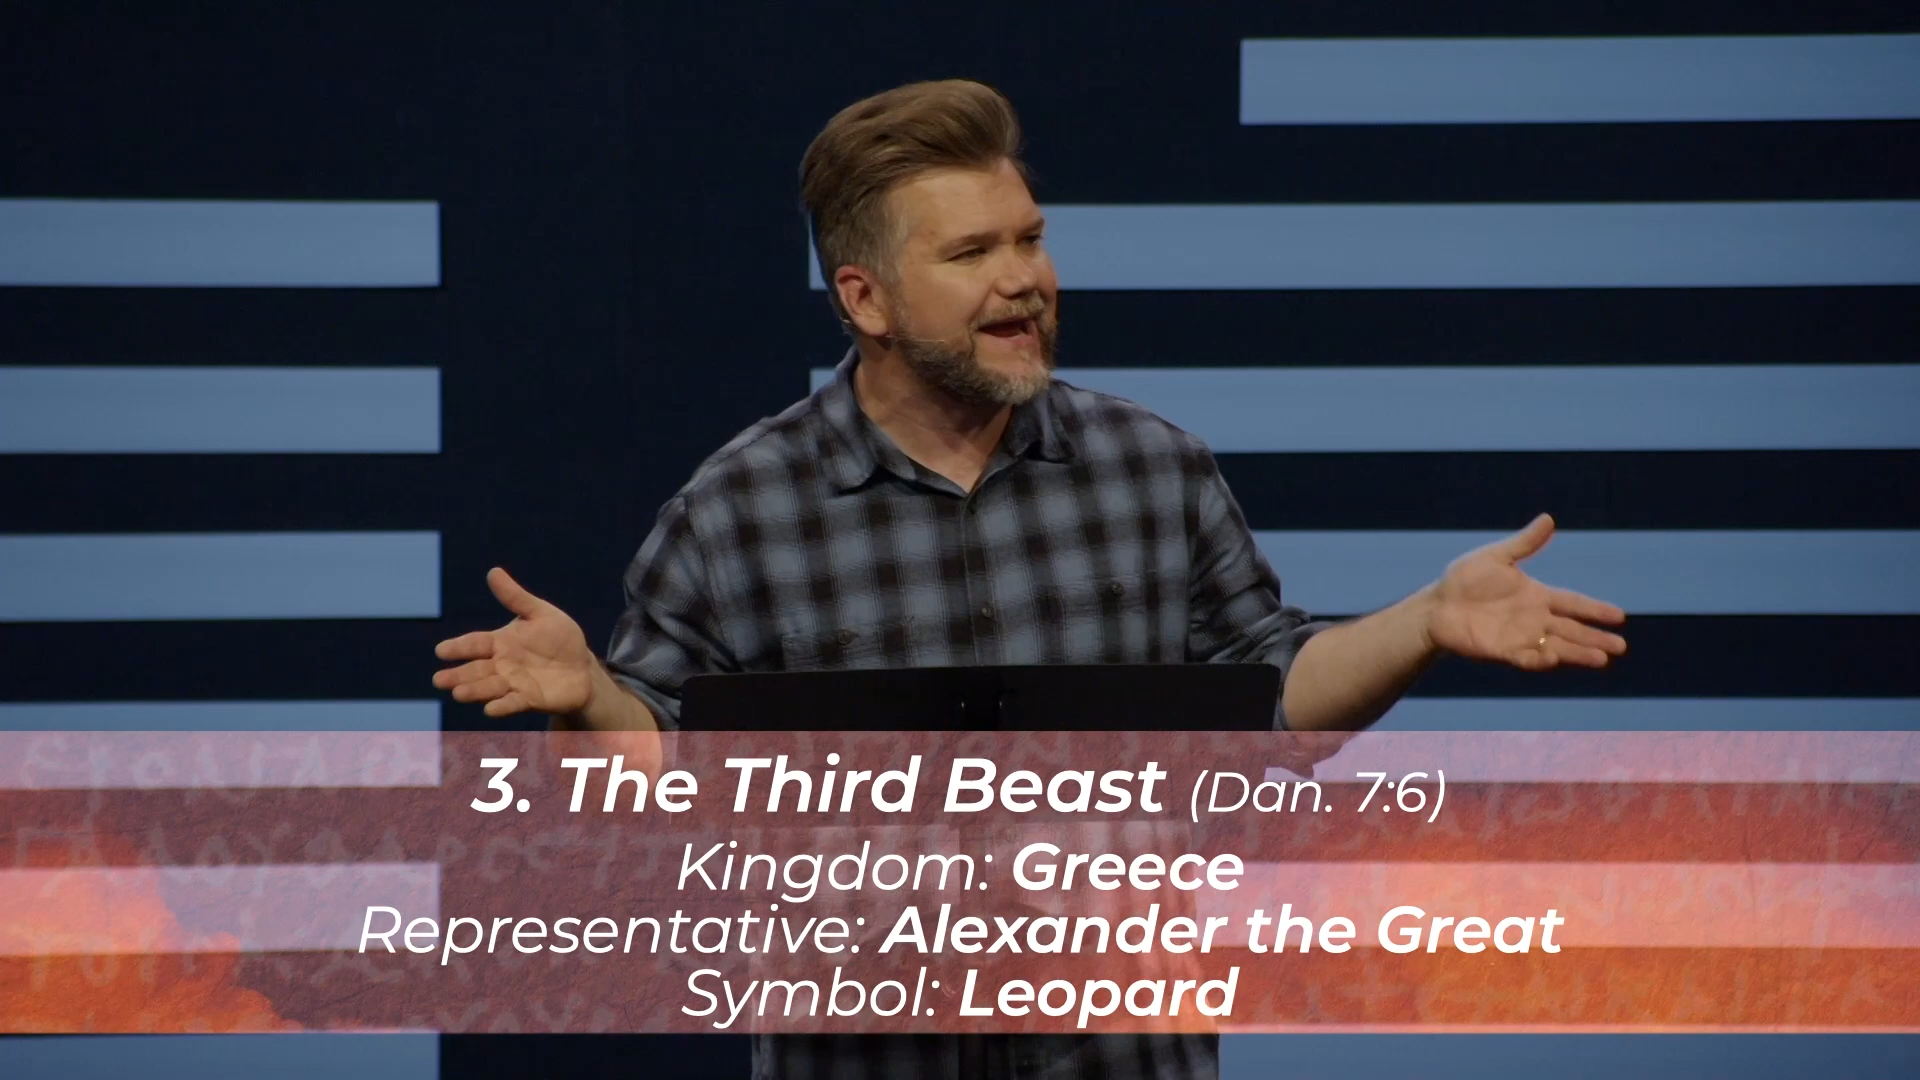 3. The Third Beast (Dan. 7:6)
Kingdom: Greece
Representative: Alexander the Great
Symbol: Leopard